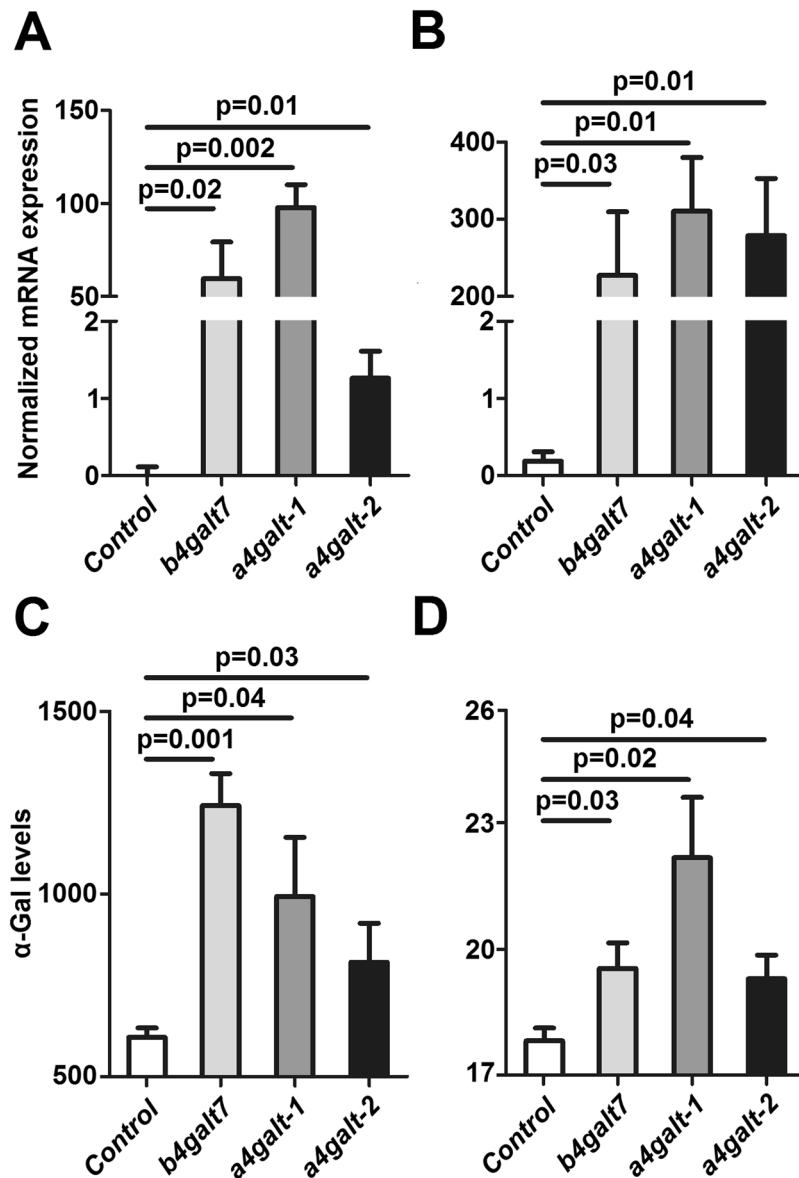 A
p=0.01
p=0.002
p=0.02
Normalized mRNA expression
150
100
50
2
1
0
Control
b4galt7
a4galt-1
a4galt-2
B
p=0.01
p=0.01
p=0.03
400
300
200
2
1
0
Control
b4galt7
a4galt-1
a4galt-2
C
p=0.03
p=0.04
p=0.001
α-Gal levels
1500
1000
500
Control
b4galt7
a4galt-1
a4galt-2
D
p=0.04
p=0.02
p=0.03
26
23
20
17
Control
b4galt7
a4galt-1
a4galt-2